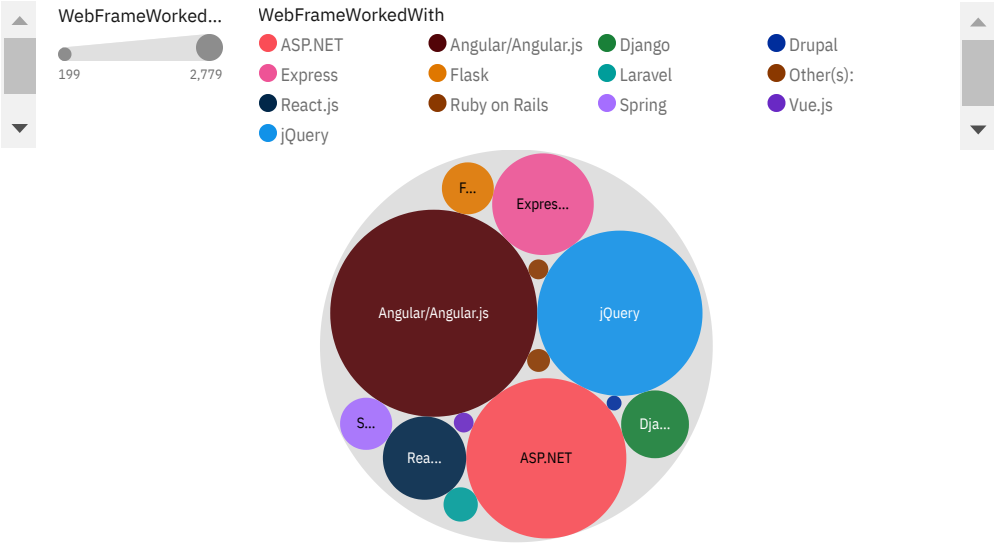 WebFrameWorked...
199 2,779
WebFrameWorkedWith
ASP.NET Angular/Angular.js Django Drupal
Express Flask Laravel Other(s):
React.js Ruby on Rails Spring Vue.js
jQuery
F...
Expres...
Angular/Angular.js
jQuery
S...
Dja...
Rea...
ASP.NET